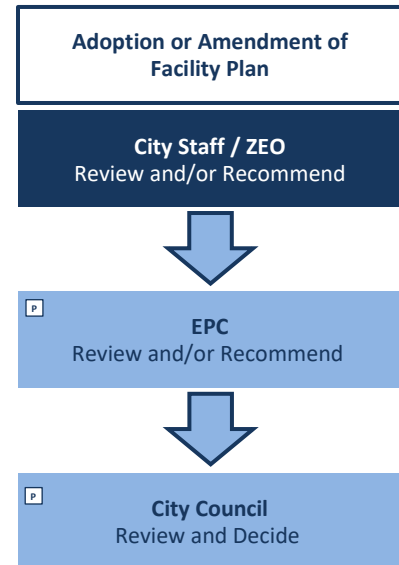 Adoption or Amendment of
Facility Plan
City Staff / ZEO
Review and/or Recommend
P
EPC
Review and/or Recommend
P
City Council
Review and Decide